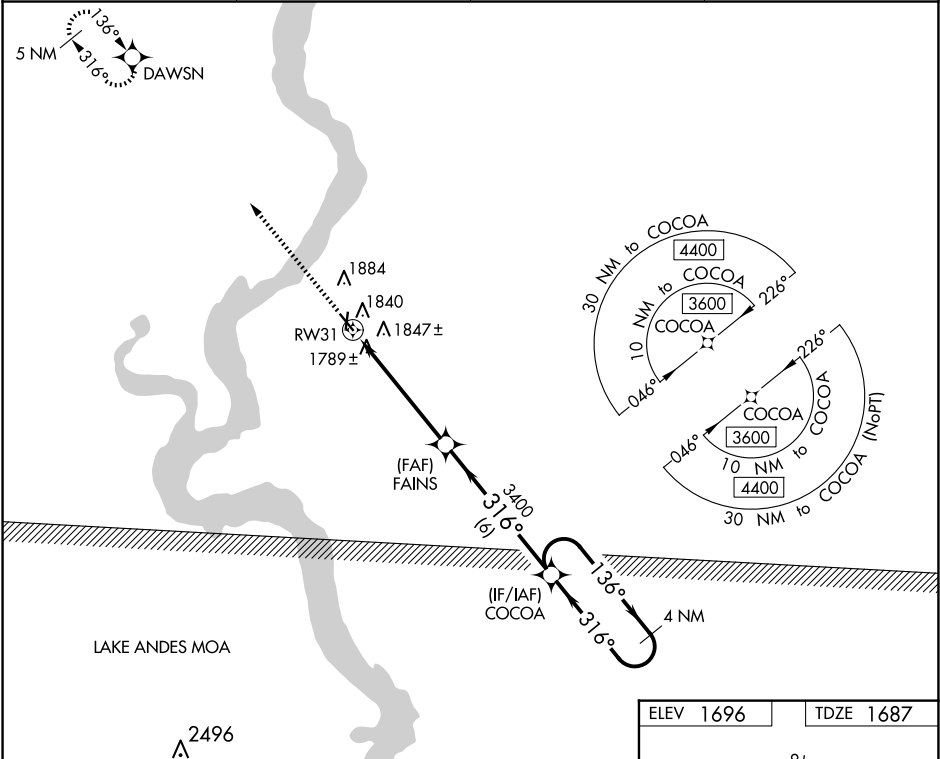 136°
5 NM
316°
DAWSN
30 NM to COCOA
4400
10 NM to COCOA
3600
COCOA
226°
046°
1884
1840
RW31
1847±
1789±
226°
COCOA
046°
3600
10 NM to COCOA
4400
30 NM to COCOA (NoPT)
(FAF)
FAINS
3400
316°
(6)
136°
(IF/IAF)
COCOA
316°
4 NM
LAKE ANDES MOA
2496
ELEV 1696
TDZE 1687